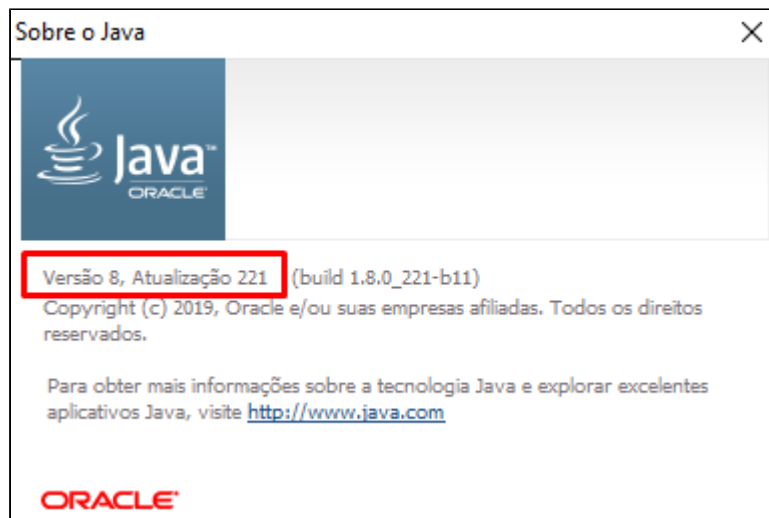 Sobre o Java
Java™
ORACLE
Versão 8, Atualização 221 (build 1.8.0_221-b11)
Copyright (c) 2019, Oracle e/ou suas empresas afiliadas. Todos os direitos
reservados.
Para obter mais informações sobre a tecnologia Java e explorar excelentes
aplicativos Java, visite http://www.java.com
ORACLE